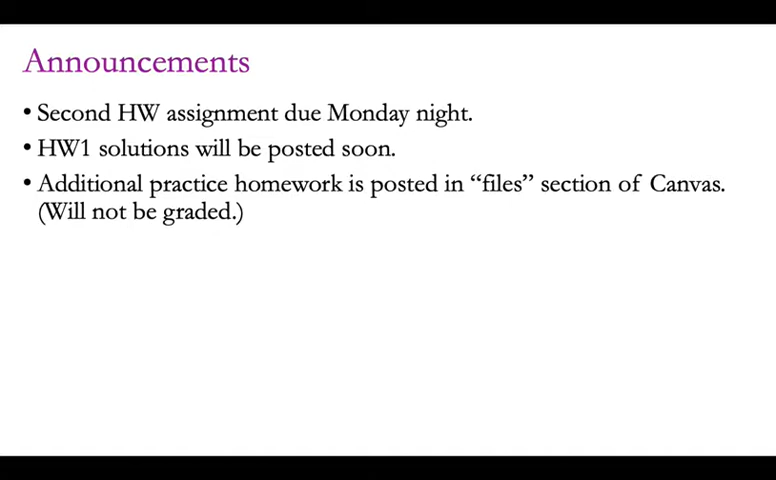 Announcements
• Second HW assignment due Monday night.
• HW1 solutions will be posted soon.
• Additional practice homework is posted in “files” section of Canvas.
(Will not be graded.)